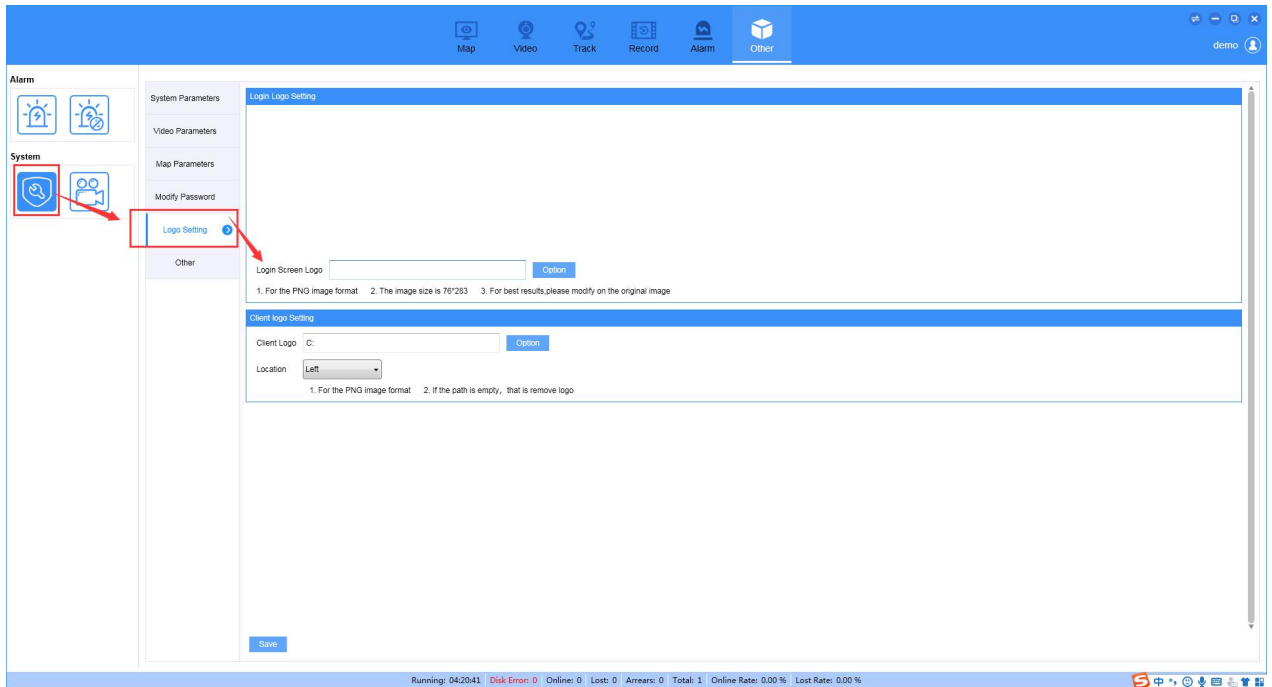 Map Video Track Record Alarm Other
demo
Alarm
System
System Parameters
Video Parameters
Map Parameters
Modify Password
Logo Setting
Other
Login Logo Setting
Login Screen Logo Option
1. For the PNG image format 2. The image size is 76*283 3. For best results,please modify on the original image
Client logo Setting
Client Logo C: Option
Location Left
1. For the PNG image format 2. If the path is empty，that is remove logo
Save
Running: 04:20:41 Disk Error: 0 Online: 0 Lost: 0 Arrears: 0 Total: 1 Online Rate: 0.00 % Lost Rate: 0.00 %
S 中